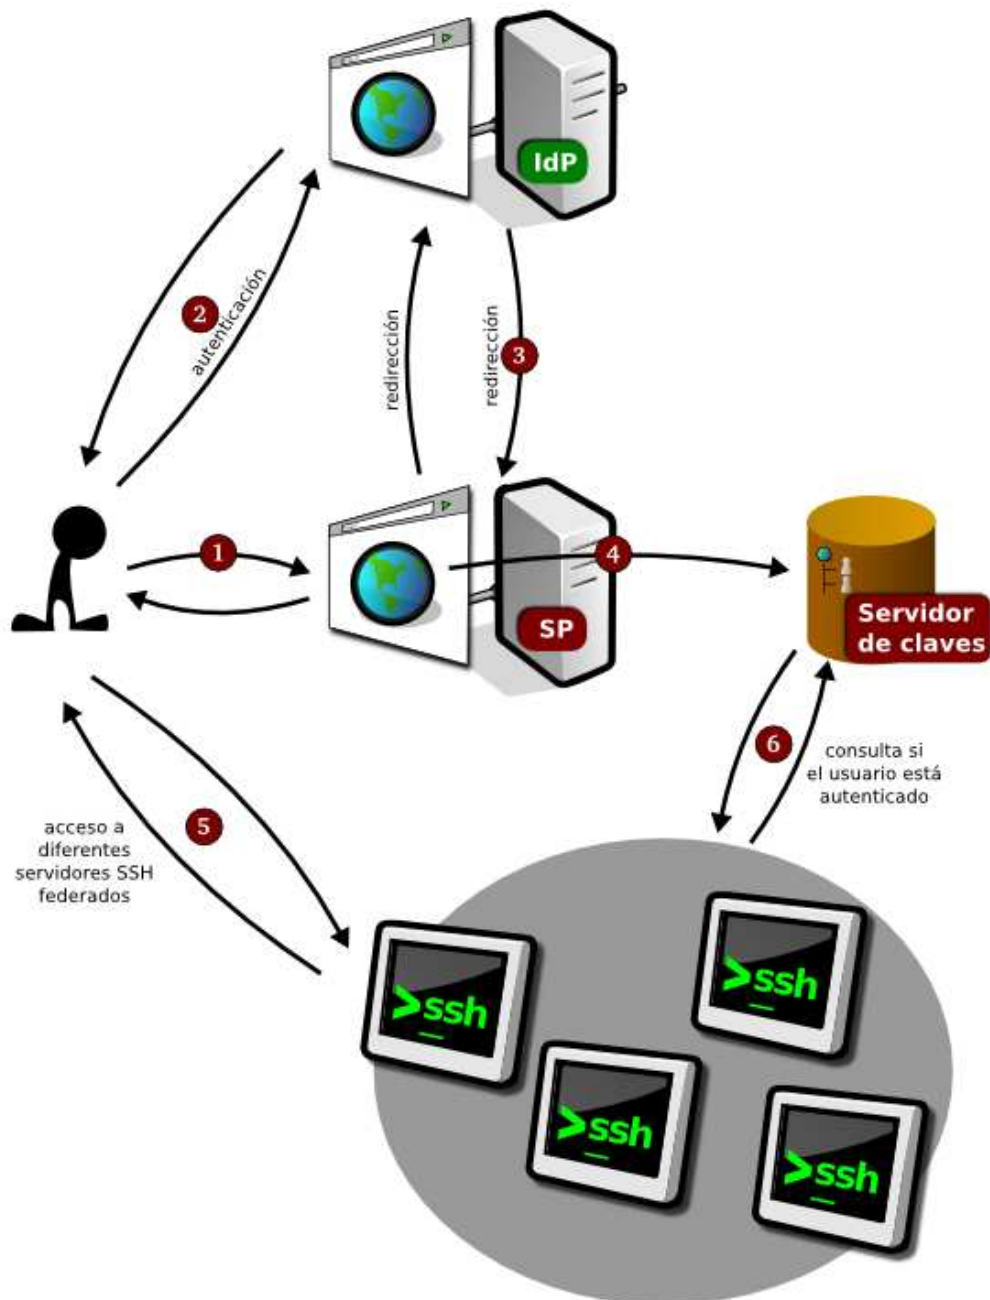 IdP
2
autenticación
redirección
redirección
3
1
4
SP
Servidor
de claves
6
consulta si
el usuario está
autenticado
5
acceso a
diferentes
servidores SSH
federados
>ssh
>ssh
>ssh
>ssh